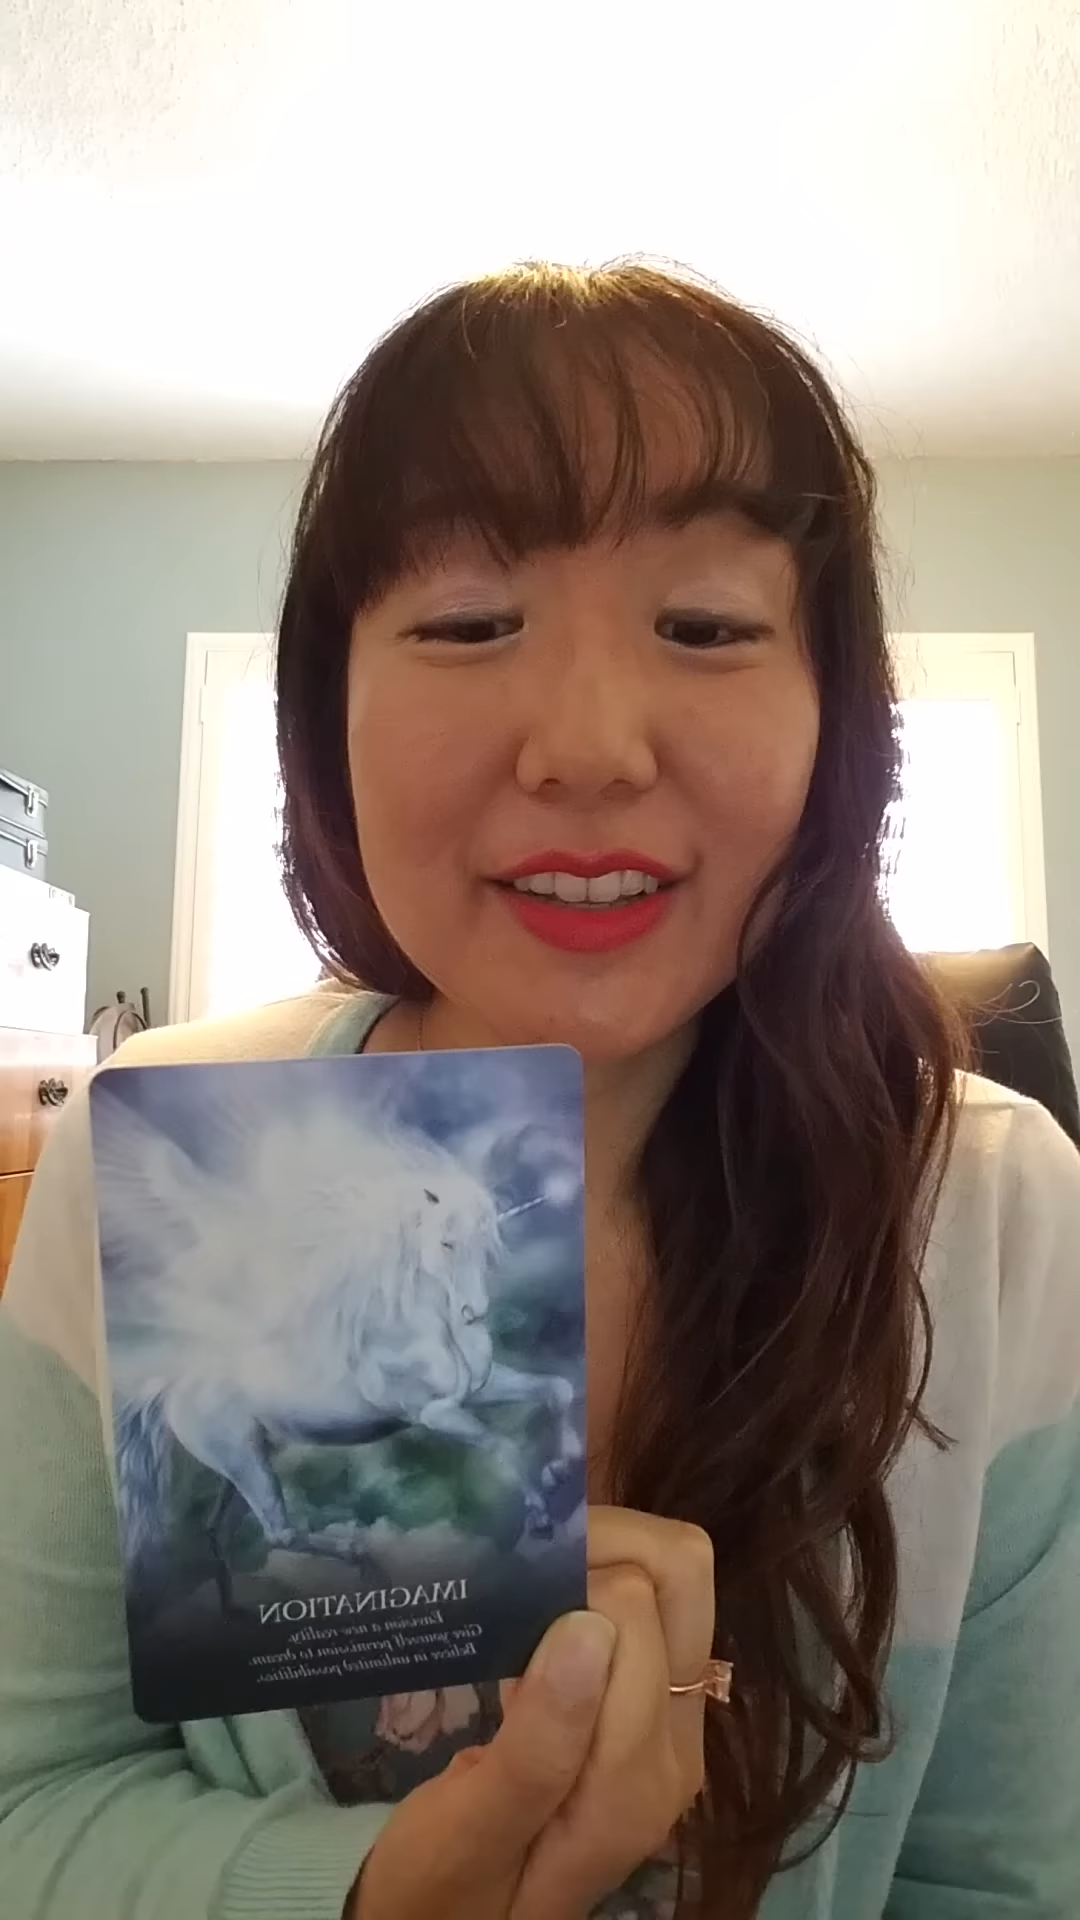 IMAGINATION
Envision a new reality.
Give yourself permission to dream.
Believe in unlimited possibilities.